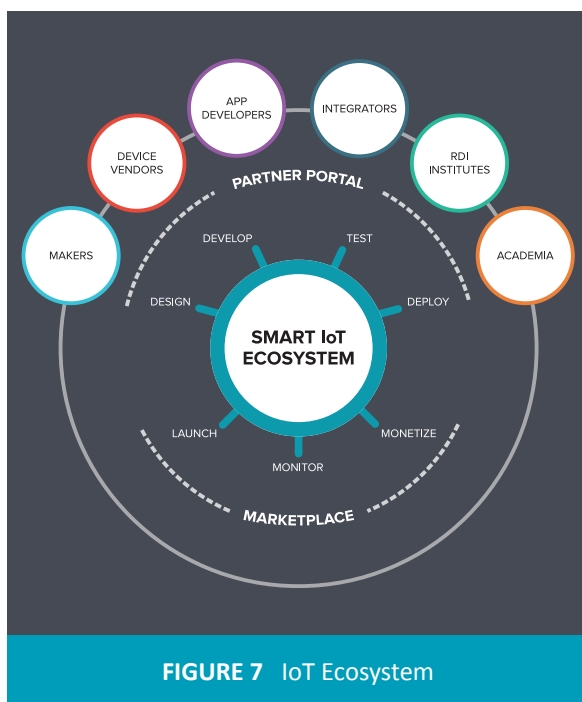 APP
DEVELOPERS
INTEGRATORS
DEVICE
VENDORS
RDI
INSTITUTES
PARTNER PORTAL
MAKERS
ACADEMIA
DEVELOP
TEST
DESIGN
DEPLOY
SMART IoT
ECOSYSTEM
LAUNCH
MONETIZE
MONITOR
MARKETPLACE
FIGURE 7 IoT Ecosystem